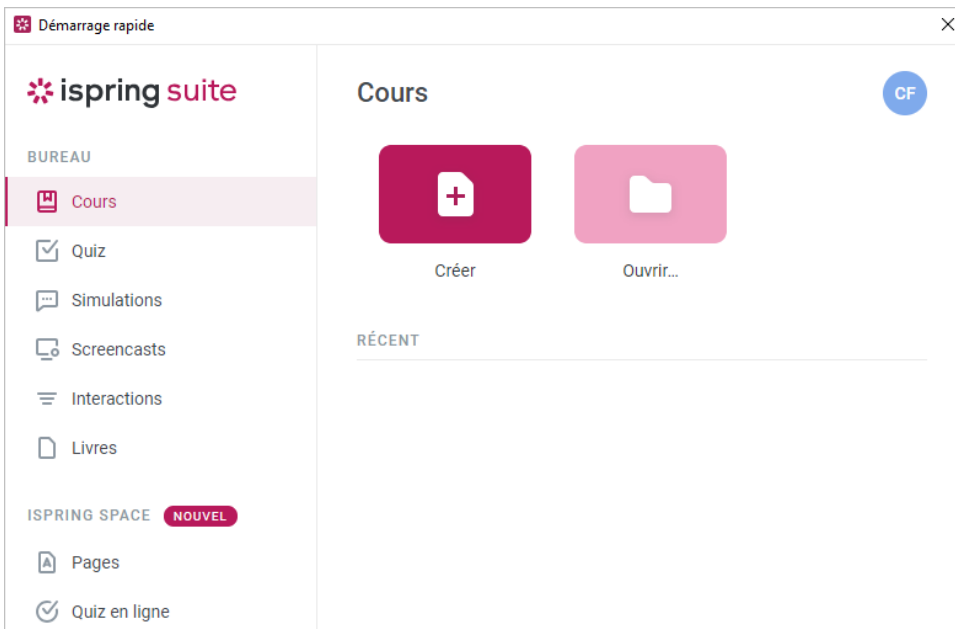 Démarrage rapide
ispring suite
BUREAU
Cours
Quiz
Simulations
Screencasts
Interactions
Livres
ISPRING SPACE NOUVEL
Pages
Quiz en ligne
Cours
CF
Créer
Ouvrir...
RÉCENT